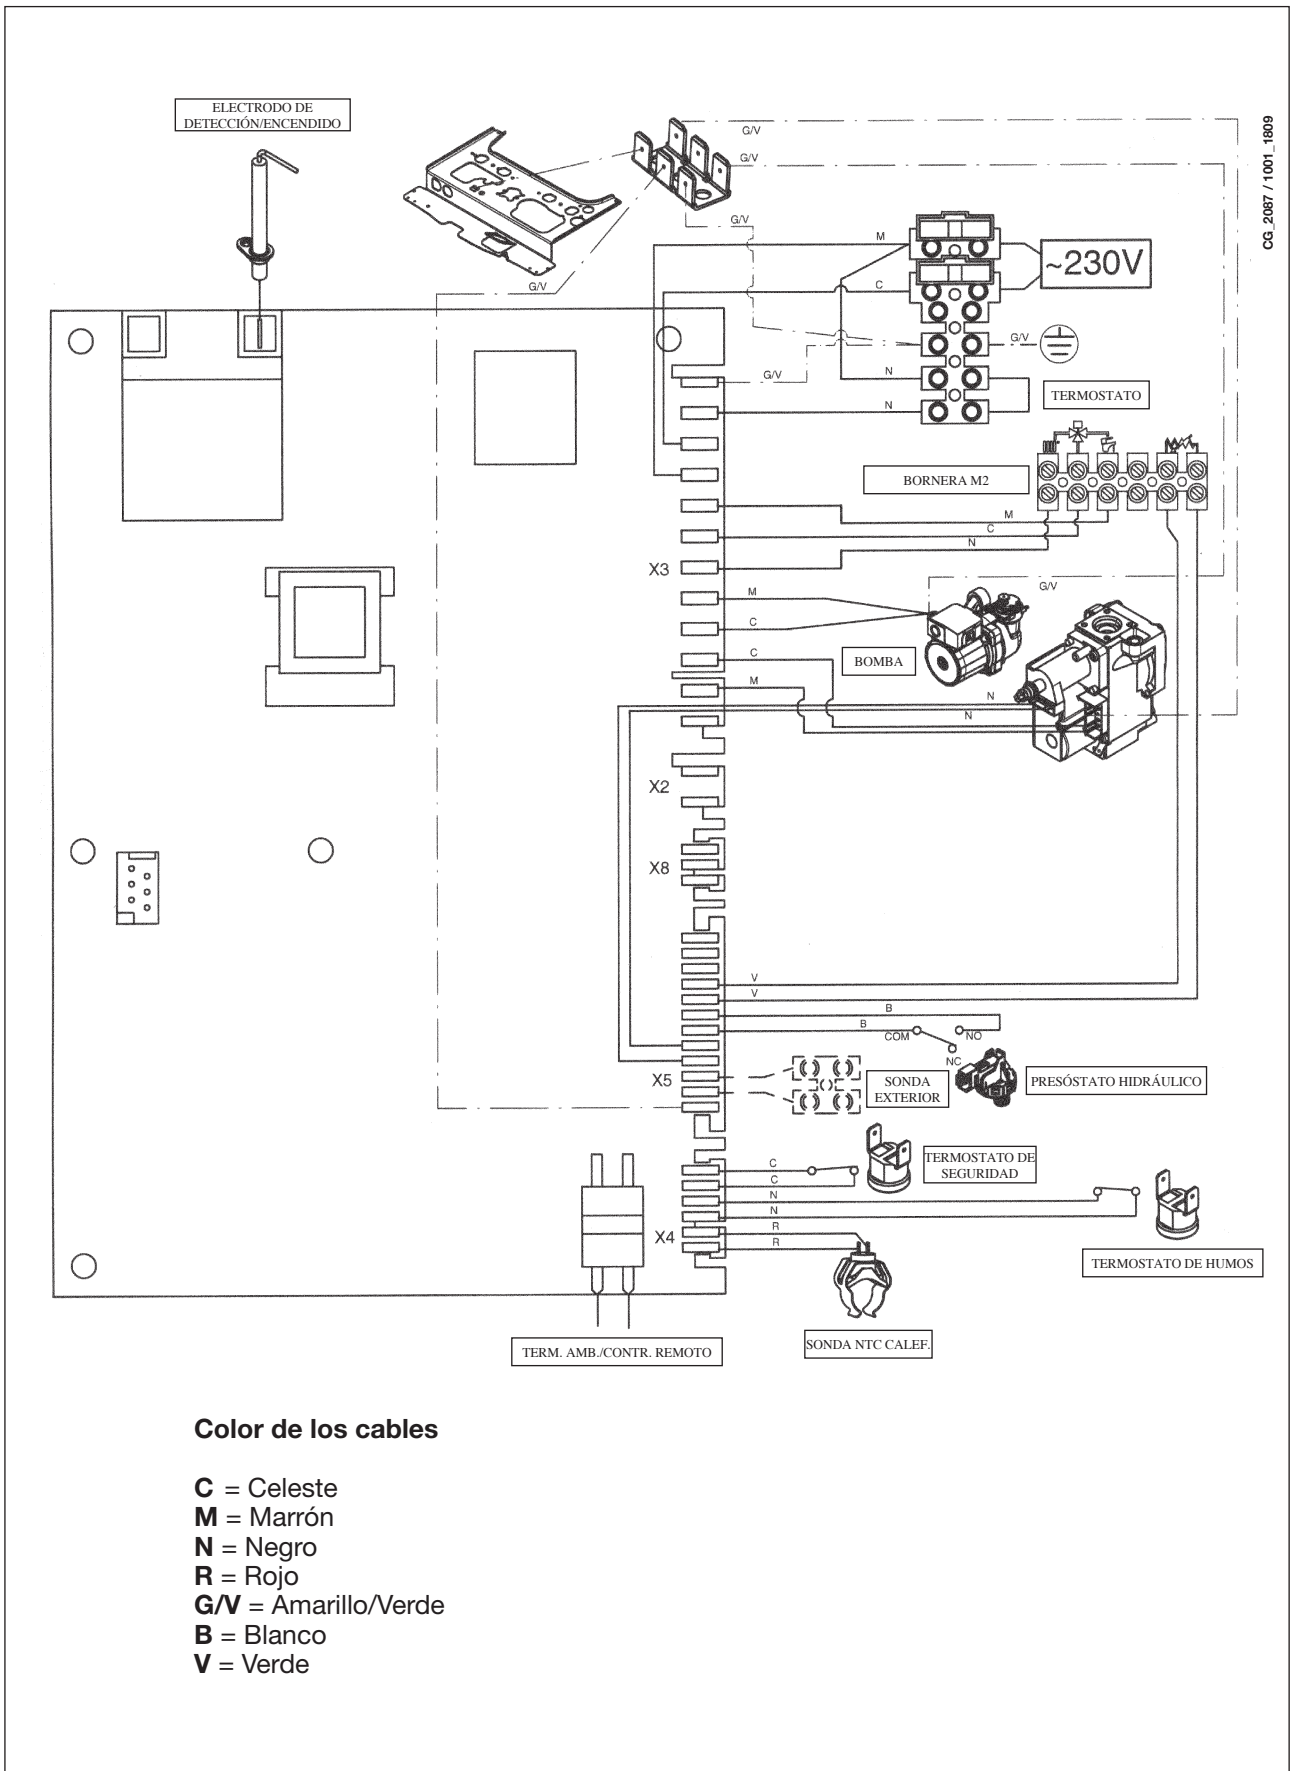 ELECTRODO DE
DETECCIÓN/ENCENDIDO
CG_2087 / 1001_1809
G/V
G/V
G/V
M
~230V
G/V
C
G/V
G/V
N
TERMOSTATO
N
BORNERA M2
M
C
N
X3
G/V
M
C
BOMBA
C
M
N
N
X2
X8
V
V
B
B
COM
NO
NC
X5
SONDA
EXTERIOR
PRESÓSTATO HIDRÁULICO
TERMOSTATO DE
SEGURIDAD
C
C
N
N
R
X4
R
TERMOSTATO DE HUMOS
TERM. AMB./CONTR. REMOTO
SONDA NTC CALEF.
Color de los cables
C = Celeste
M = Marrón
N = Negro
R = Rojo
G/V = Amarillo/Verde
B = Blanco
V = Verde